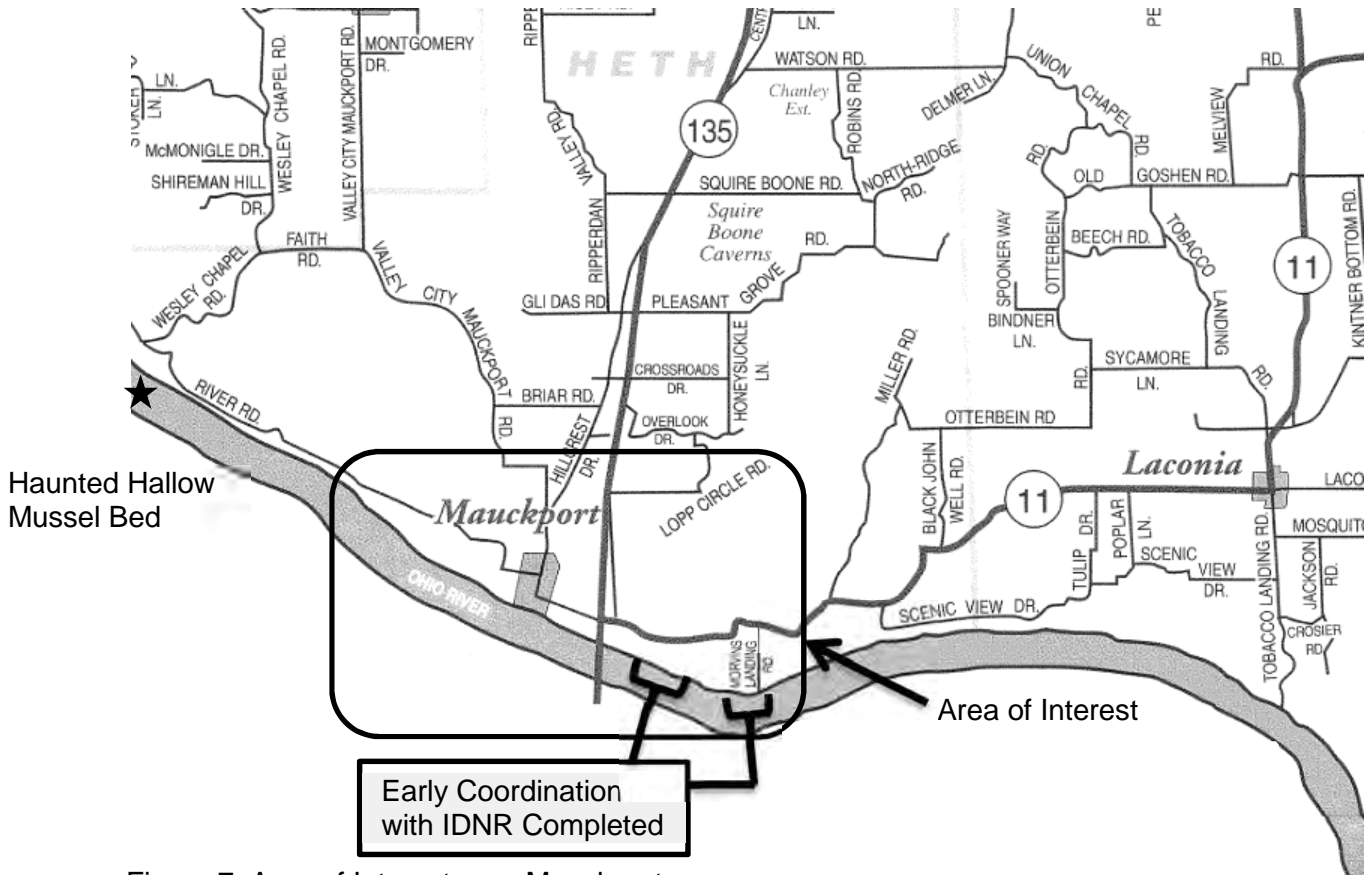 LN.
MONTGOMERY
DR.
HETH
WATSON RD.
Chanley
Est.
ROBINS RD.
DELMER LN.
UNION
CHAPEL
RD.
RD.
MELVIEW
LN.
WESLEY CHAPEL RD.
VALLEY CITY MAUCKPORT RD.
VALLEY RD.
135
LN.
McMONIGLE DR.
SHIREMAN HILL
DR.
SQUIRE BOONE RD.
NORTH-RIDGE
RD.
RD.
OLD
GOSHEN RD.
Squire
Boone
Caverns
RIPPERDAN
RD.
GROVE
SPOONER WAY
OTTERBEIN
BEECH RD.
TOBACCO
LANDING
RD.
11
KINTNER BOTTOM RD.
FAITH
RD.
WESLEY CHAPEL
RD.
VALLEY
CITY
MAUCKPORT
RD.
GLI DAS RD
PLEASANT
BINDNER
LN.
RD.
SYCAMORE
LN.
CROSSROADS
DR.
HONEYSUCKLE
LN.
MILLER RD.
BRIAR RD.
OVERLOOK
DR.
OTTERBEIN RD
RIVER RD.
HILLCREST
DR.
LOPP CIRCLE RD.
BLACK JOHN
WELL RD.
Laconia
11
LACO
Haunted Hallow
Mussel Bed
Mauckport
TULIP
DR.
POPLAR
LN.
SCENIC
VIEW
DR.
MOSQUIT
JACKSON
RD.
OHIO RIVER
SCENIC VIEW DR.
TOBACCO LANDING RD.
CROSIER
RD.
MORVINS
LANDING
RD.
Area of Interest
Early Coordination
with IDNR Completed